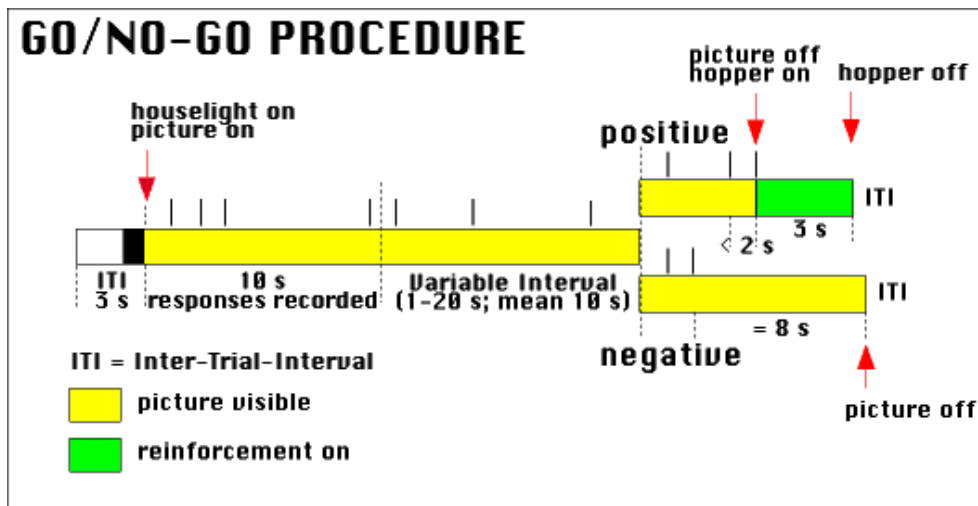 GO/NO-GO PROCEDURE
picture off
hopper on
hopper off
houselight on
picture on
positive
ITI
< 2 s
3 s
ITI
3 s
10 s
responses recorded
Variable Interval
(1-20 s; mean 10 s)
ITI
= 8 s
negative
ITI = Inter-Trial-Interval
picture visible
picture off
reinforcement on